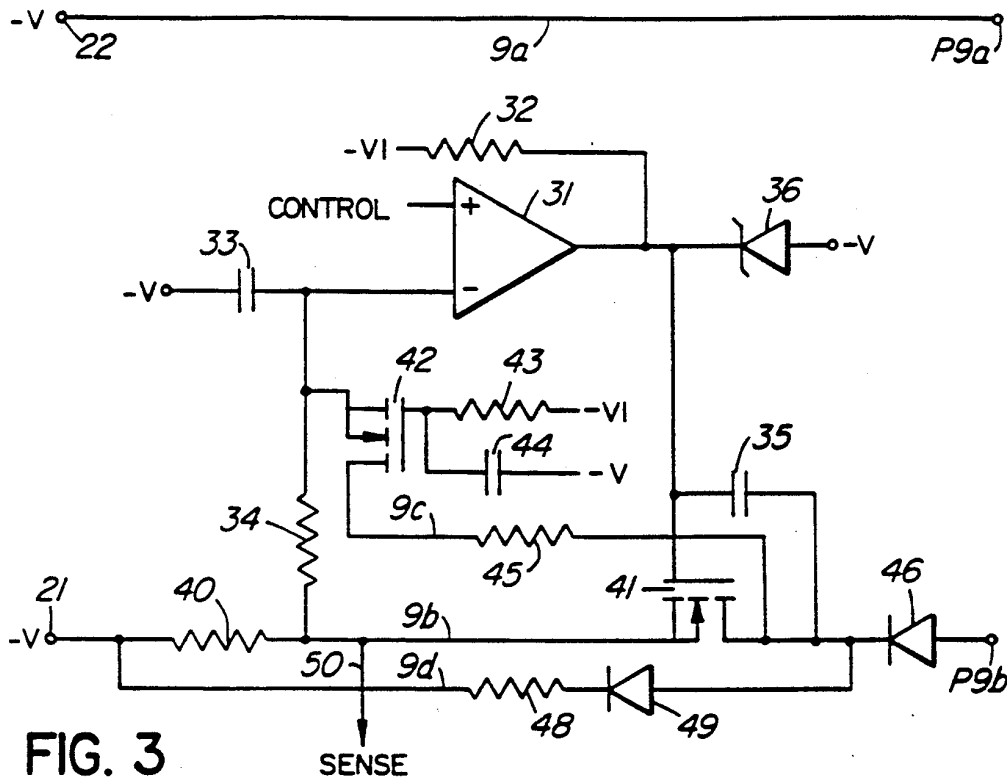 -V 22 9a P9a
32
-VI
CONTROL + 31 36
33 -V
-V -
42 43
-VI
44 35
-V
9c
34
45
21 40 41 46
-V 9b
50 9d P9b
48 49
FIG. 3 SENSE